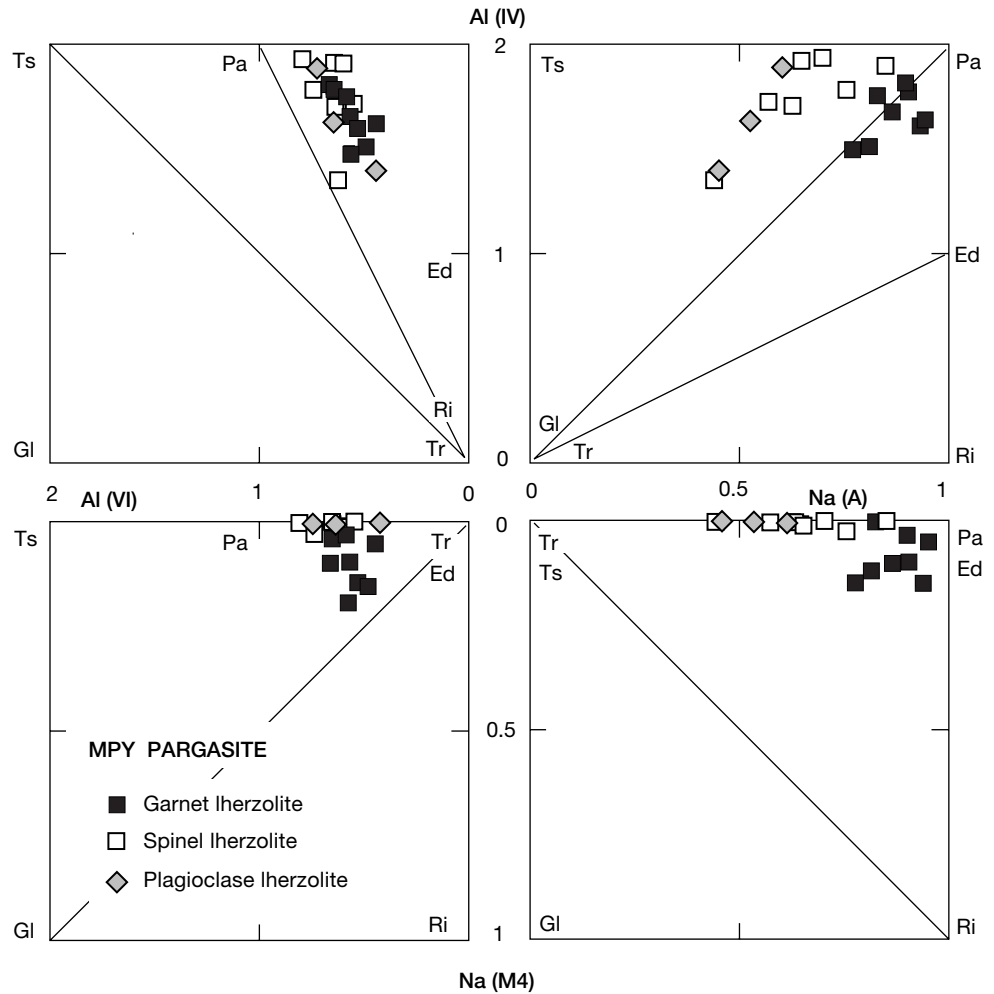 Al (IV)
Ts
Pa
2
Ts
Pa
Ed
1
Ed
Ri
Gl
Gl
Tr
0
Tr
Ri
2
Al (VI)
1
0
0
0.5
Na (A)
1
Ts
Pa
Tr
0
Tr
Pa
Ed
Ts
Ed
0.5
MPY PARGASITE
Garnet lherzolite
Spinel lherzolite
Plagioclase lherzolite
Gl
Ri
1
Gl
Ri
Na (M4)